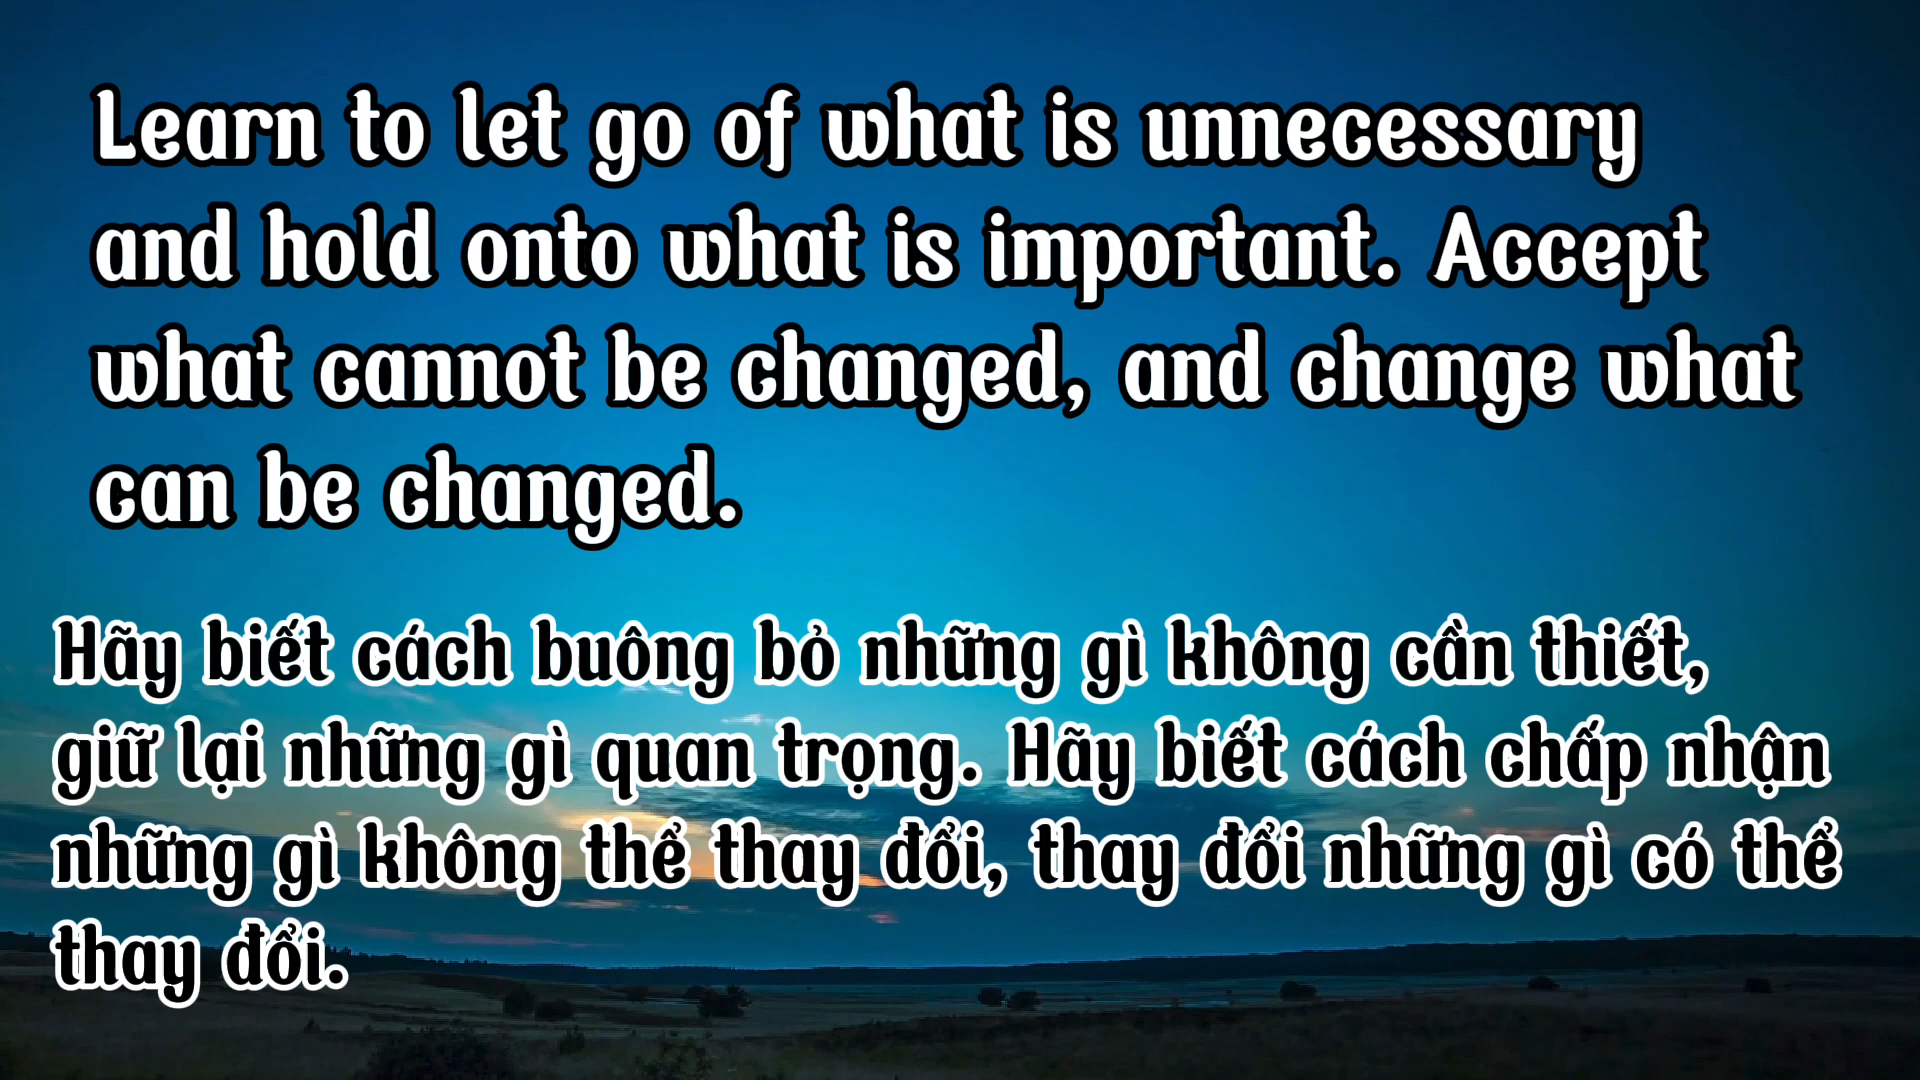 Learn to let go of what is unnecessary
and hold onto what is important. Accept
what cannot be changed, and change what
can be changed.
Hãy biết cách buông bỏ những gì không cần thiết,
giữ lại những gì quan trọng. Hãy biết cách chấp nhận
những gì không thể thay đổi, thay đổi những gì có thể
thay đổi.